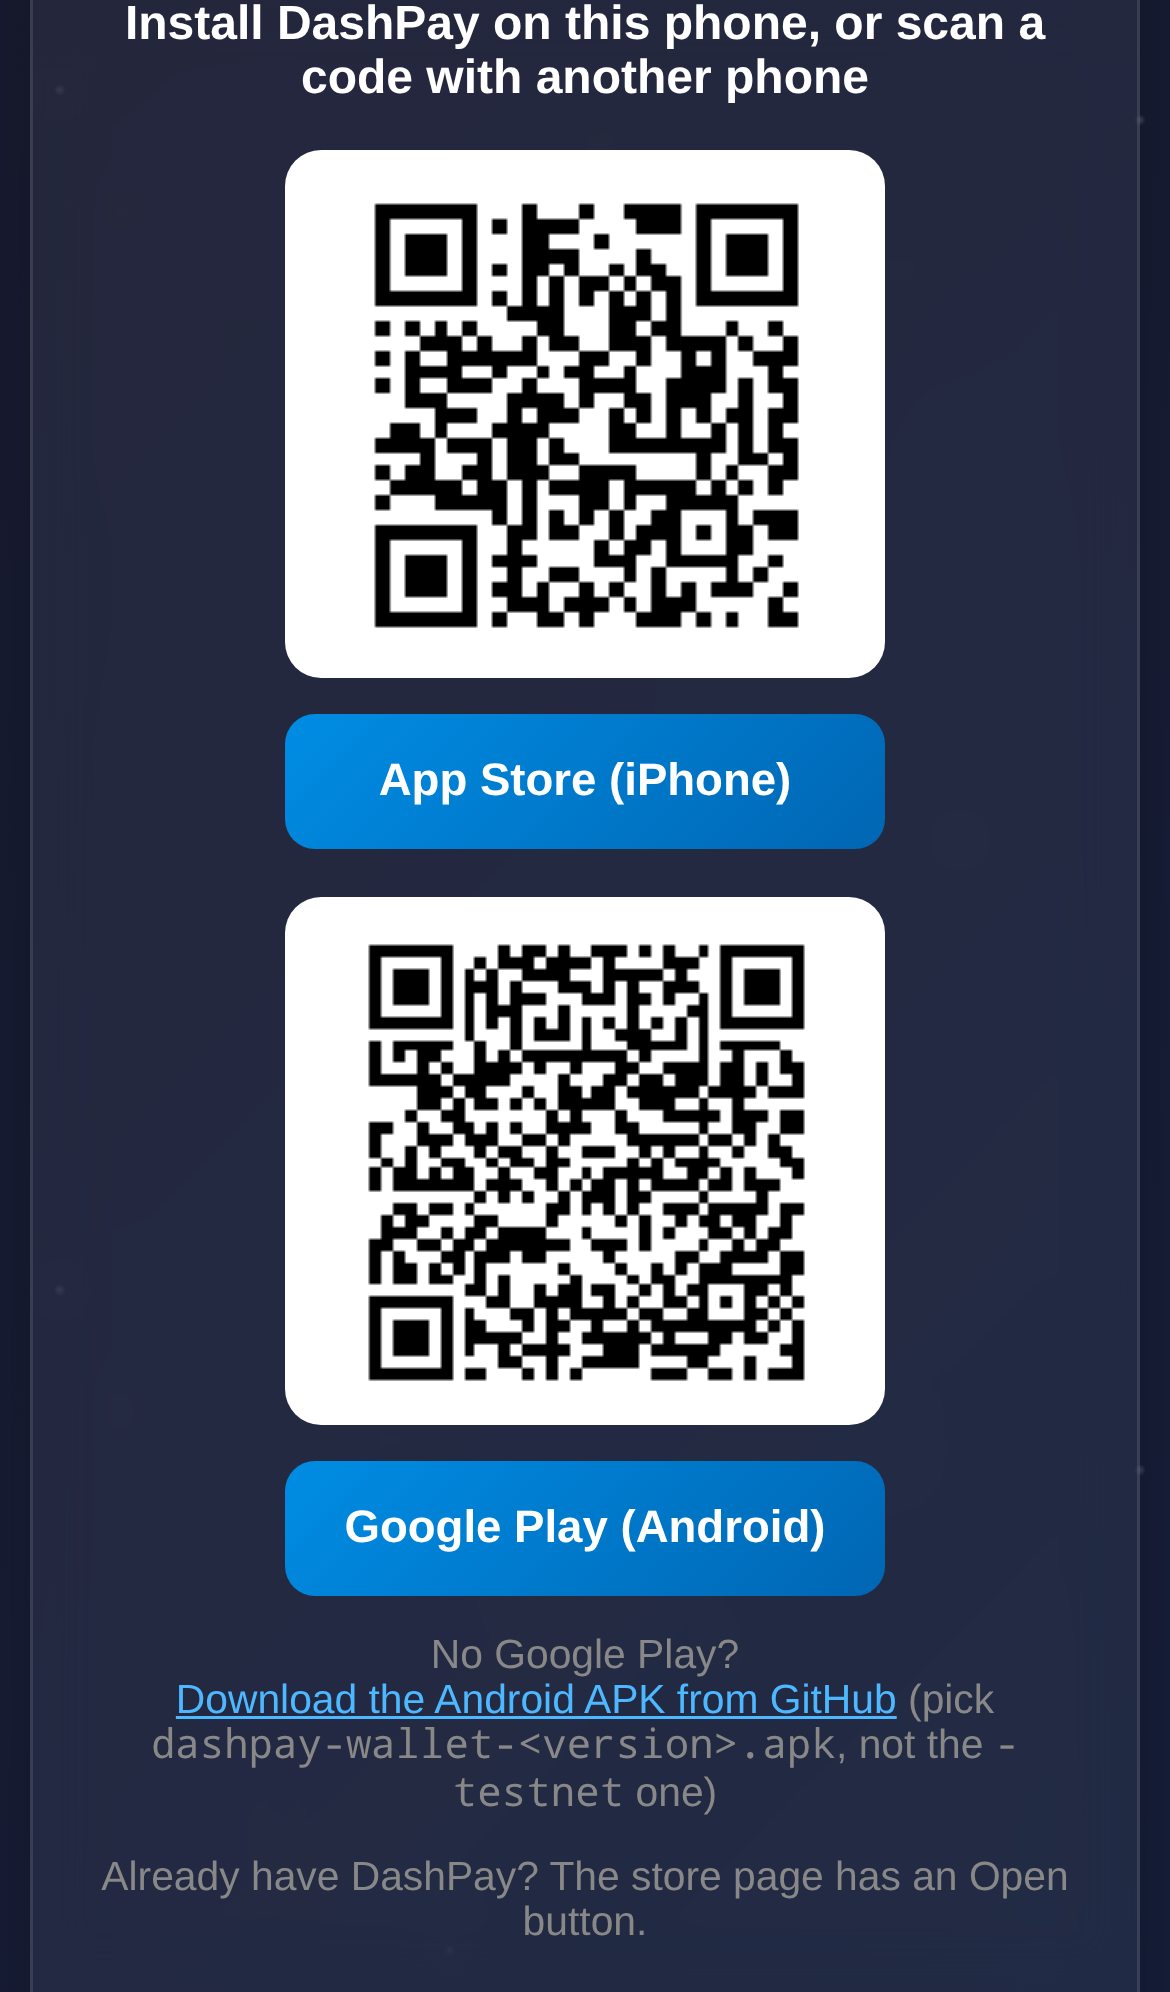 Install DashPay on this phone, or scan a
code with another phone
App Store (iPhone)
Google Play (Android)
No Google Play?
Download the Android APK from GitHub (pick
dashpay-wallet-<version>.apk, not the -
testnet one)
Already have DashPay? The store page has an Open
button.